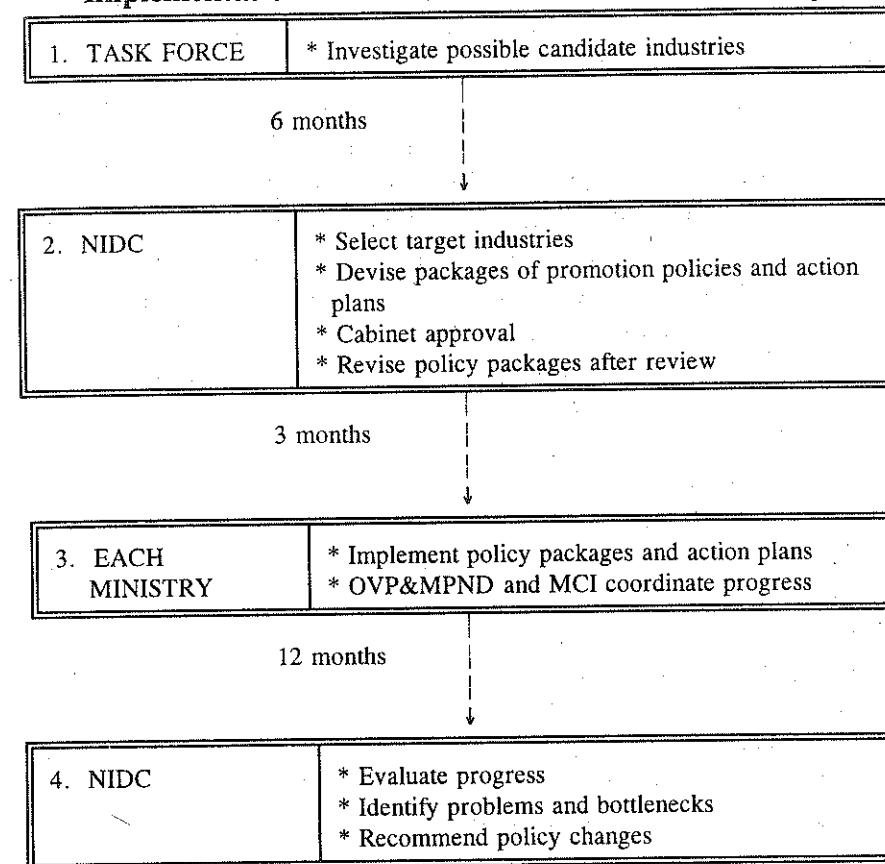 1. TASK FORCE * Investigate possible candidate industries
6 months
2. NIDC * Select target industries
* Devise packages of promotion policies and action
plans
* Cabinet approval
* Revise policy packages after review
3 months
3. EACH * Implement policy packages and action plans
MINISTRY * OVP&MPND and MCI coordinate progress
12 months
4. NIDC * Evaluate progress
* Identify problems and bottlenecks
* Recommend policy changes